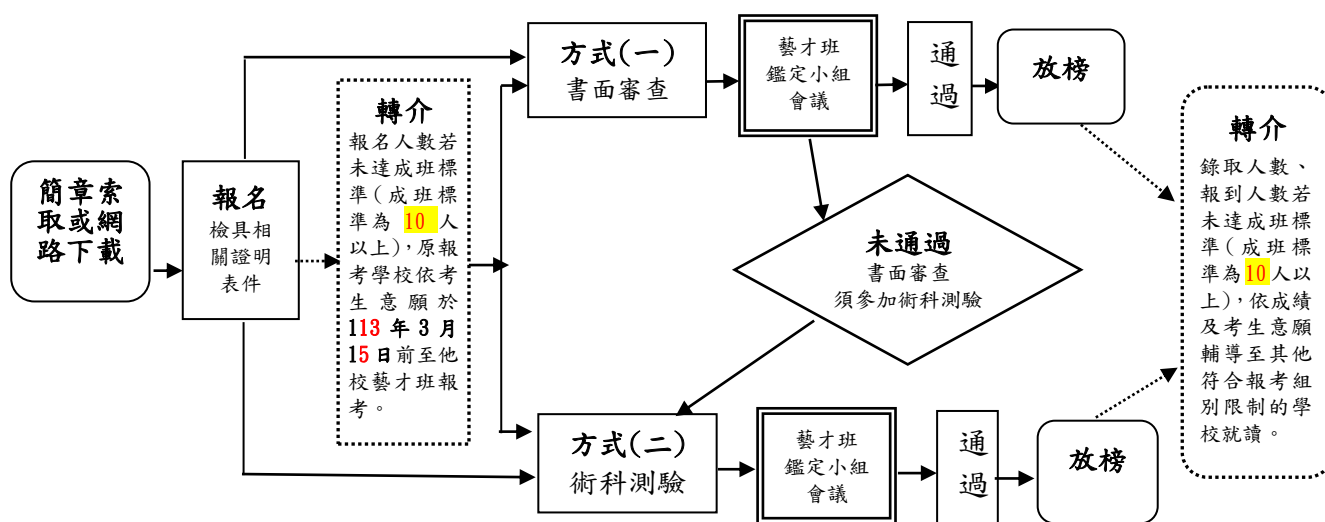 簡章索
取或網
路下載
報名
檢具相
關證明
表件
轉介
報名人數若
未達成班標
準(成班標
準為 10 人
以上)，原報
考學校依考
生意願於
113 年 3 月
15 日前至他
校藝才班報
考。
方式(一)
書面審查
藝才班
鑑定小組
會議
通
過
放榜
未通過
書面審查
須參加術科測驗
方式(二)
術科測驗
藝才班
鑑定小組
會議
通
過
放榜
轉介
錄取人數、
報到人數若
未達成班標
準(成班標
準為 10 人以
上)，依成績
及考生意願
輔導至其他
符合報考組
別限制的學
校就讀。